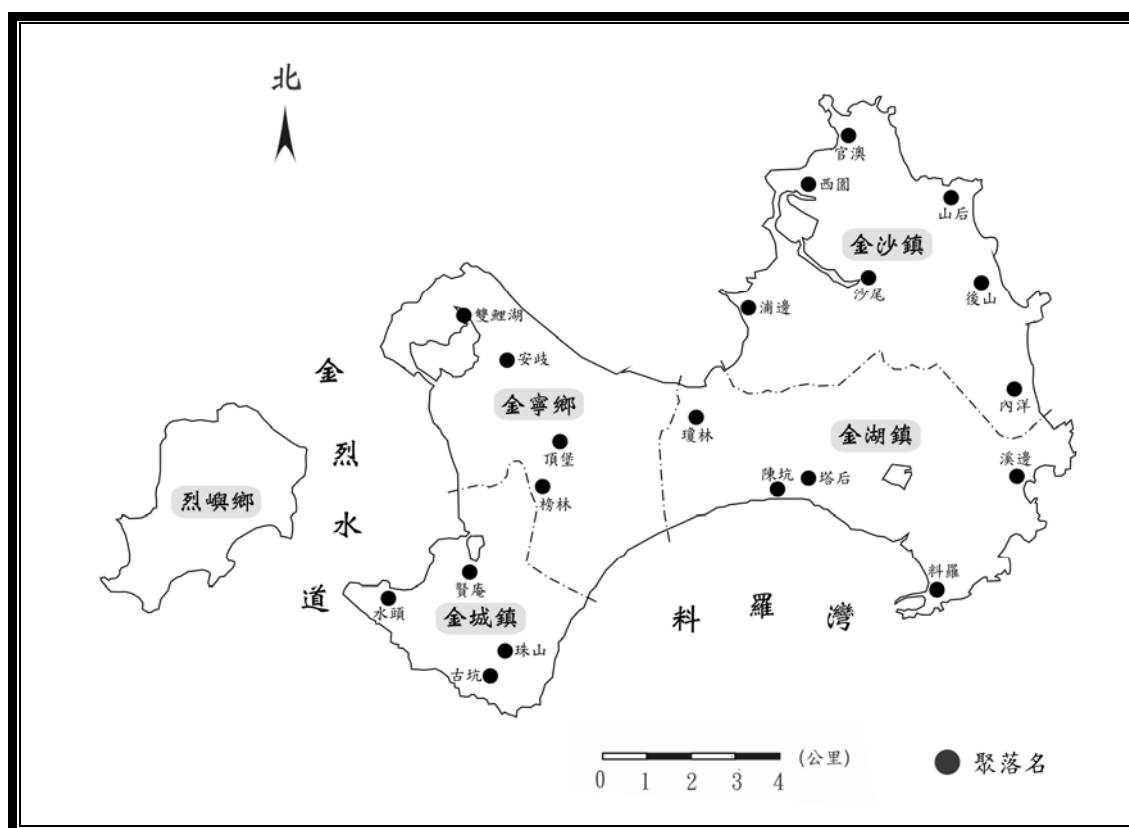 北
官澳
西園
山后
金沙鎮
沙尾
後山
浦邊
雙鯉湖
安歧
金
金寧鄉
內洋
瓊林
金湖鎮
頂堡
烈
溪邊
陳坑
塔后
榜林
烈嶼鄉
水
賢庵
料羅
道
水頭
金城鎮
料羅灣
珠山
古坑
0 1 2 3 4 (公里)
聚落名